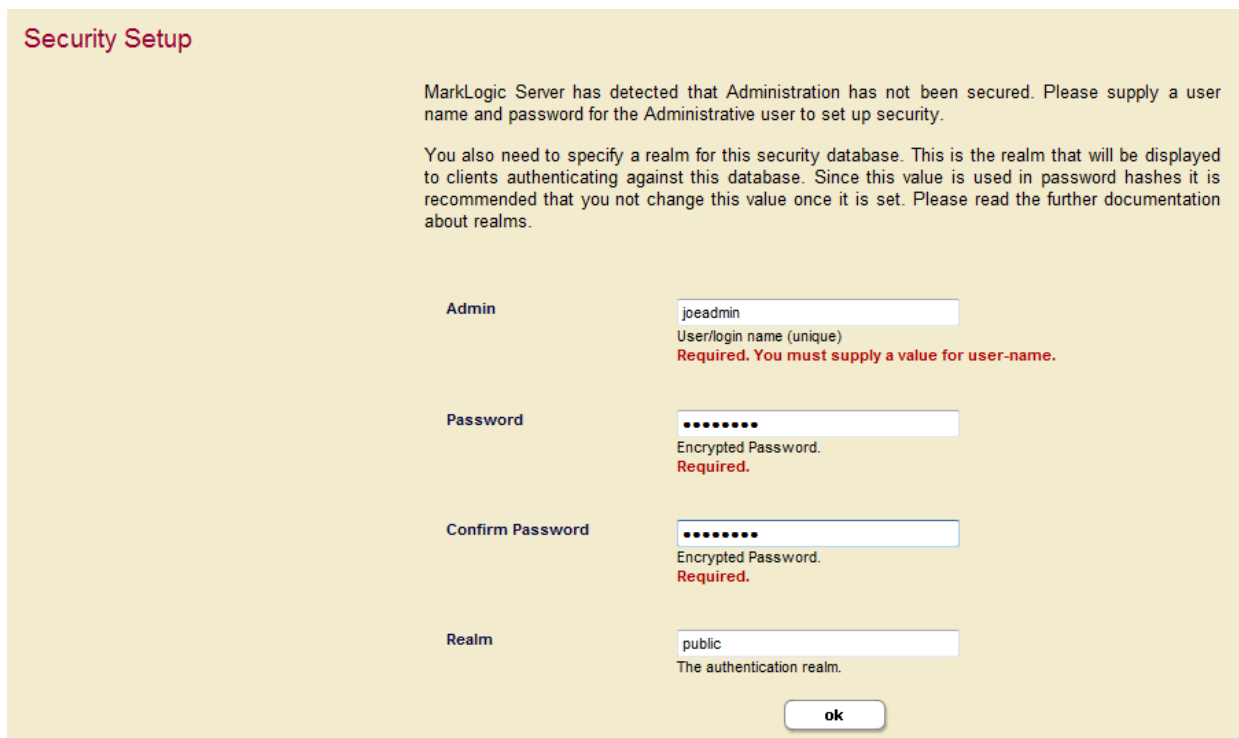 Security Setup
MarkLogic Server has detected that Administration has not been secured. Please supply a user
name and password for the Administrative user to set up security.
You also need to specify a realm for this security database. This is the realm that will be displayed
to clients authenticating against this database. Since this value is used in password hashes it is
recommended that you not change this value once it is set. Please read the further documentation
about realms.
Admin
joeadmin
User/login name (unique)
Required. You must supply a value for user-name.
Password
••••••••
Encrypted Password.
Required.
Confirm Password
••••••••
Encrypted Password.
Required.
Realm
public
The authentication realm.
ok